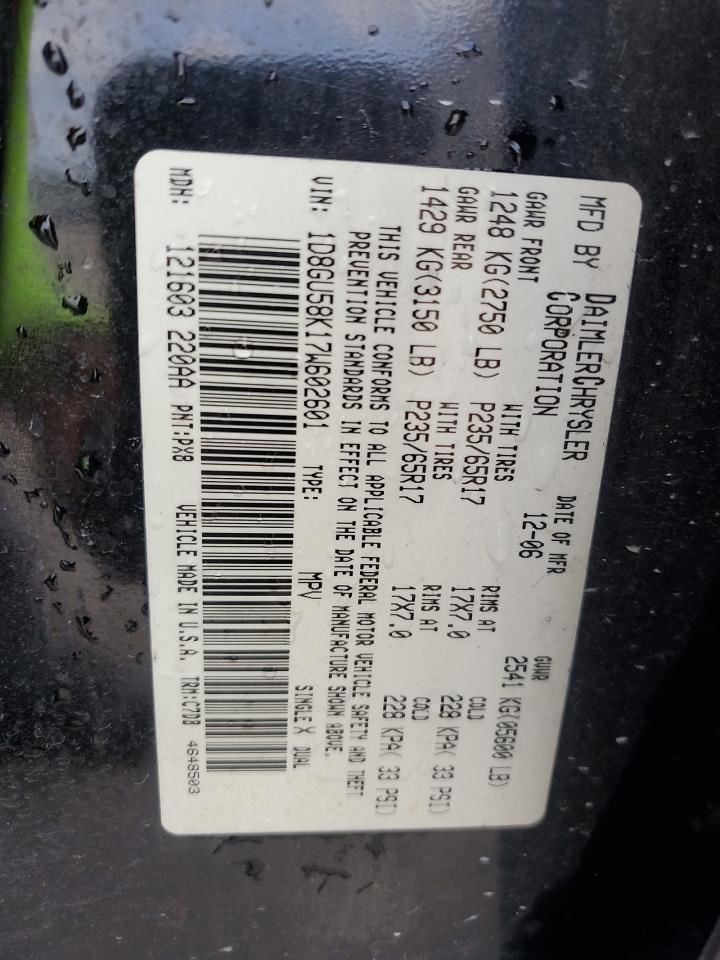 MFD BY DAIMLERCHRYSLER CORPORATION
DATE OF MFR 12-06
GVWR 2541 KG(05600 LB)
GAWR FRONT WITH TIRES RIMS AT COLD
1248 KG(2750 LB) P235/65R17 17X7.0 228 KPA( 33 PSI)
GAWR REAR WITH TIRES RIMS AT COLD
1429 KG(3150 LB) P235/65R17 17X7.0 228 KPA( 33 PSI)
THIS VEHICLE CONFORMS TO ALL APPLICABLE FEDERAL MOTOR VEHICLE SAFETY AND THEFT
PREVENTION STANDARDS IN EFFECT ON THE DATE OF MANUFACTURE SHOWN ABOVE.
VIN: 1D8GU58K17W602601 TYPE: MPV SINGLE X DUAL
MDH: 121603 220AA PNT:PX8 VEHICLE MADE IN U.S.A. TRM:C7DB 4648503